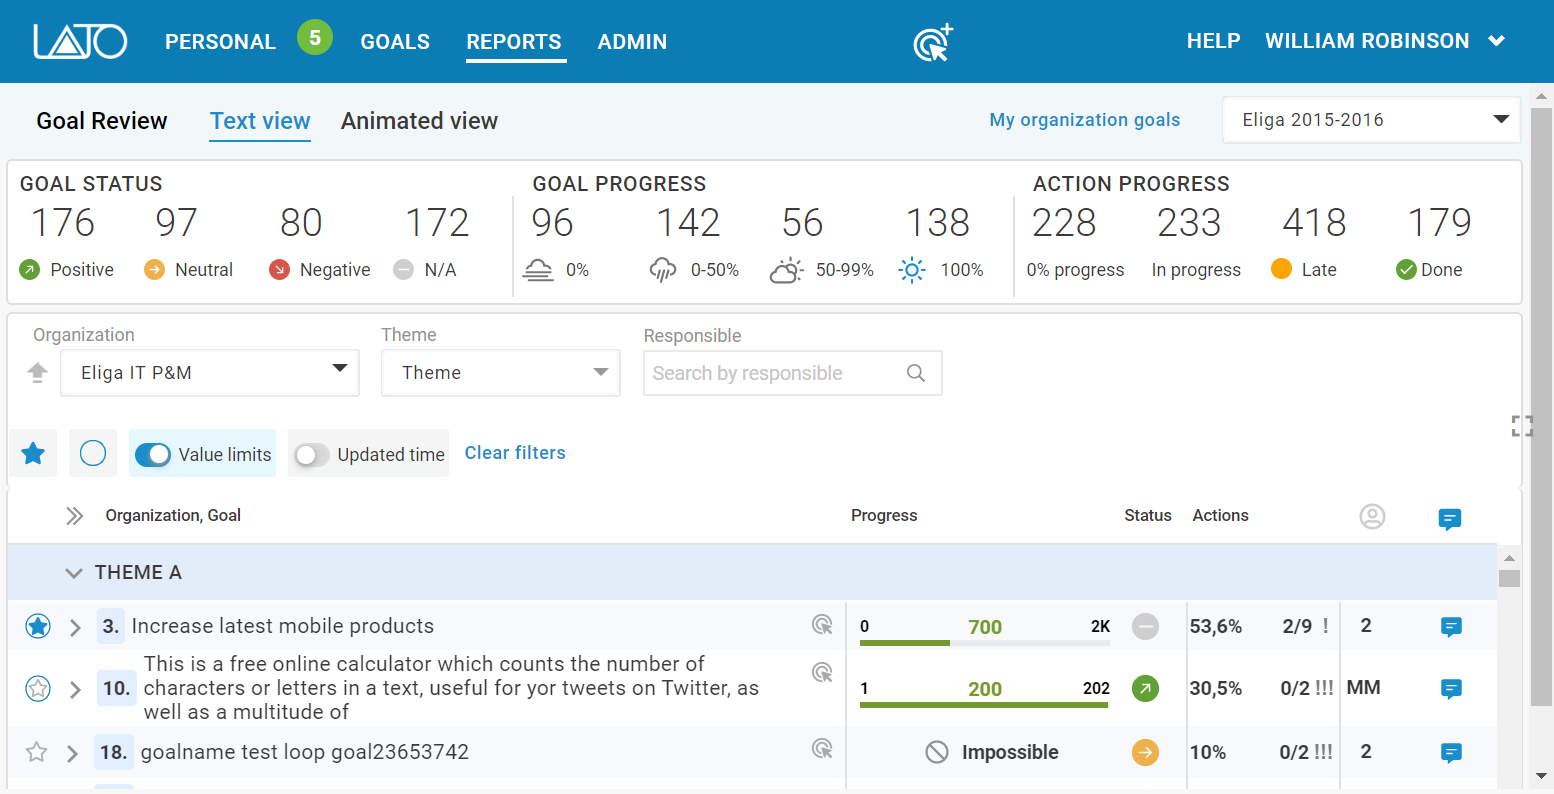 LATO PERSONAL 5 GOALS REPORTS ADMIN HELP WILLIAM ROBINSON
Goal Review Text view Animated view My organization goals Eliga 2015-2016
GOAL STATUS GOAL PROGRESS ACTION PROGRESS
176 97 80 172 96 142 56 138 228 233 418 179
Positive Neutral Negative N/A 0% 0-50% 50-99% 100% 0% progress In progress Late Done
Organization Theme Responsible
Eliga IT P&M Theme Search by responsible
Value limits Updated time Clear filters
Organization, Goal Progress Status Actions
THEME A
3. Increase latest mobile products 0 700 2K 53,6% 2/9 ! 2
This is a free online calculator which counts the number of
10. characters or letters in a text, useful for yor tweets on Twitter, as 1 200 202 30,5% 0/2 !!! MM
well as a multitude of
18. goalname test loop goal23653742 Impossible 10% 0/2 !!! 2